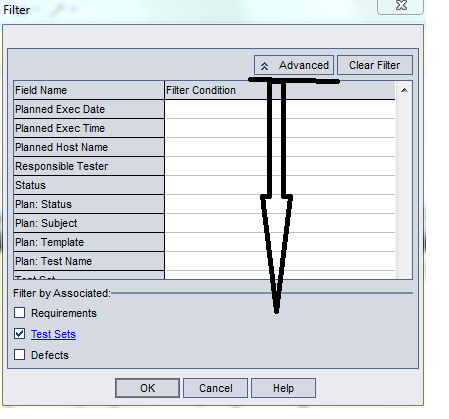 Filter
Advanced Clear Filter
Field Name Filter Condition
Planned Exec Date
Planned Exec Time
Planned Host Name
Responsible Tester
Status
Plan: Status
Plan: Subject
Plan: Template
Plan: Test Name
Test Set
Filter by Associated:
Requirements
Test Sets
Defects
OK Cancel Help